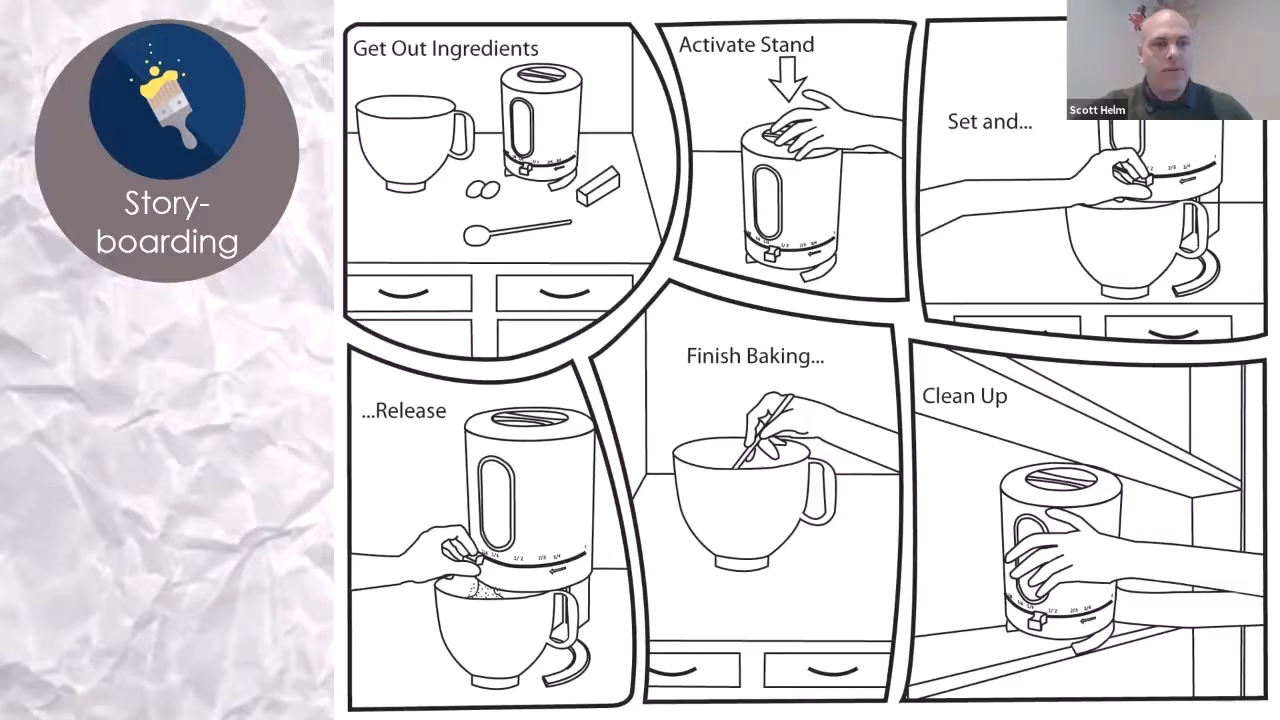 Story-
boarding
Get Out Ingredients
Activate Stand
Set and...
Scott Helm
...Release
Finish Baking...
Clean Up